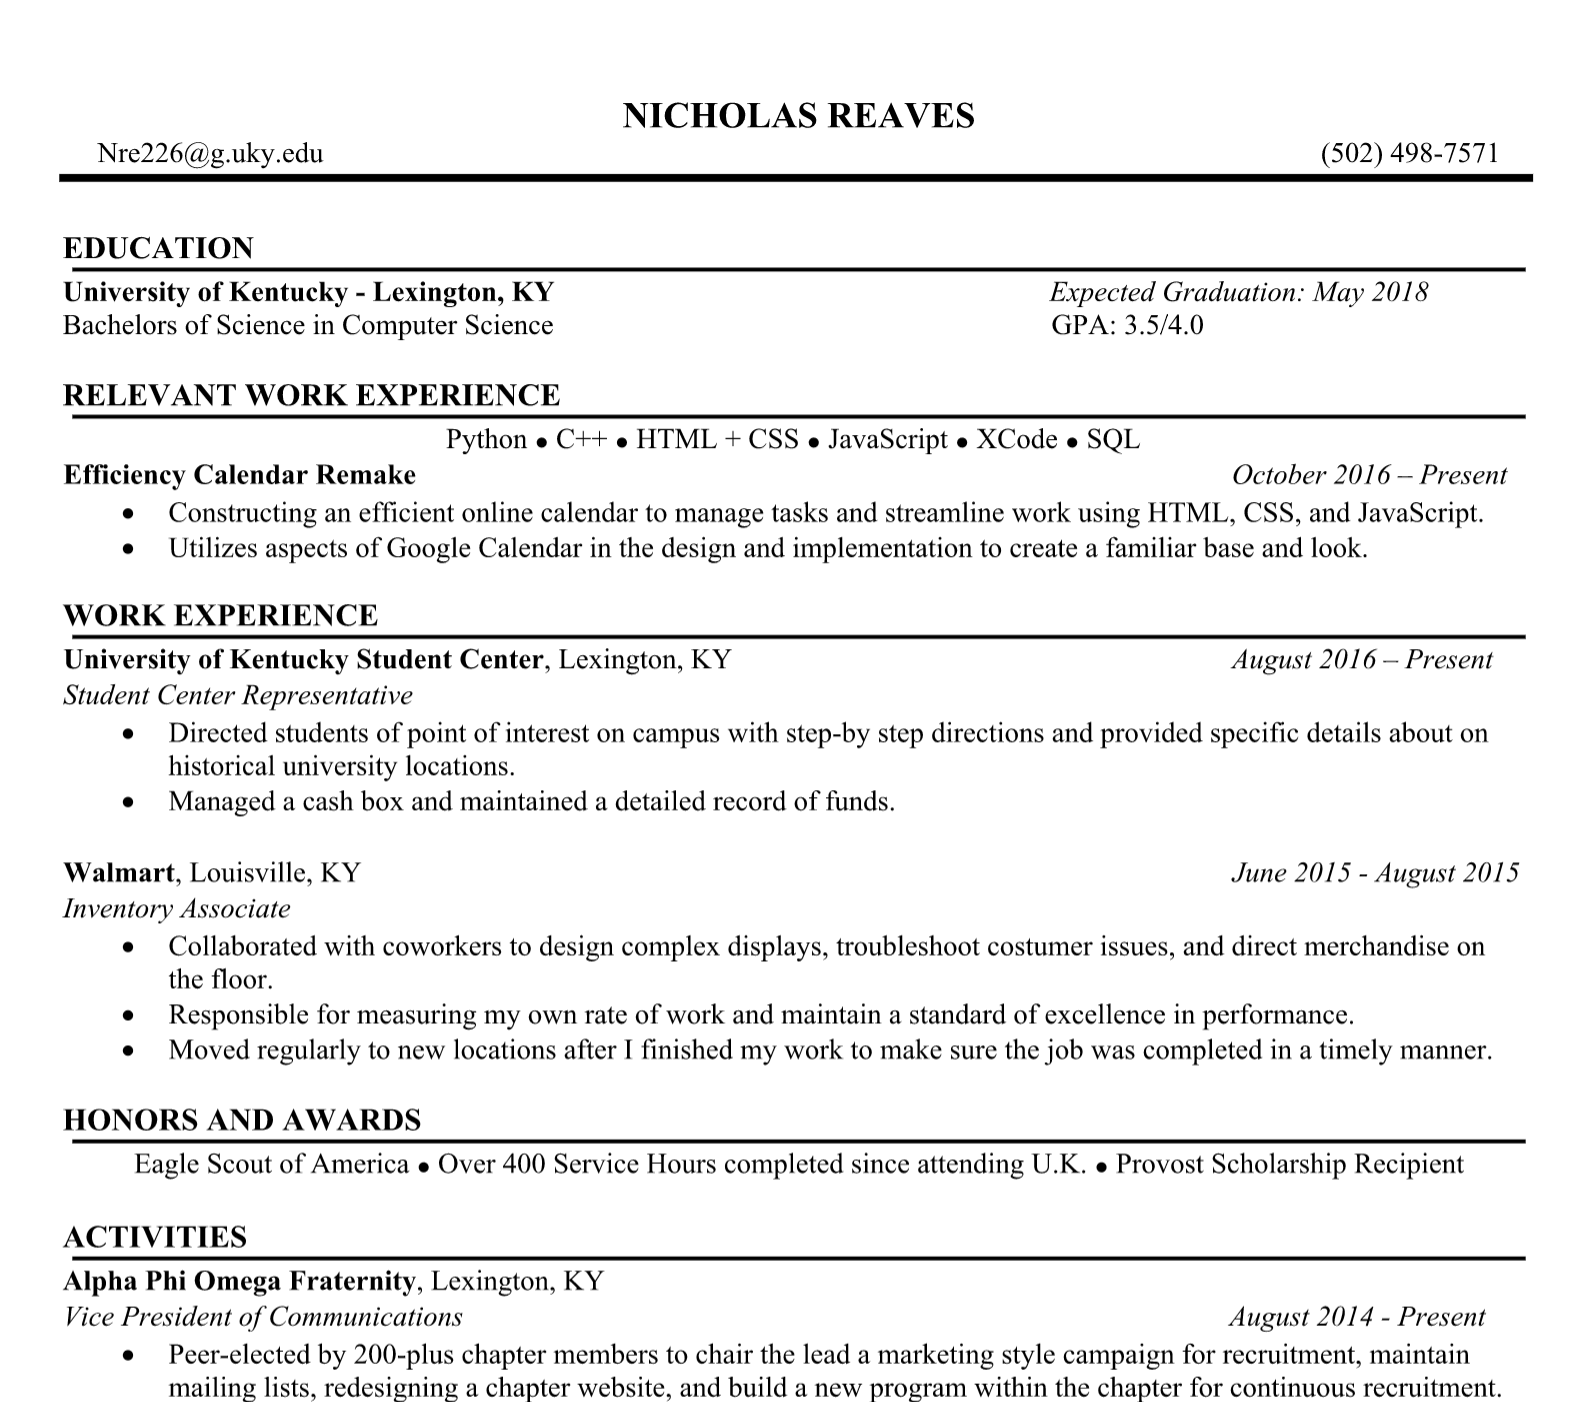 NICHOLAS REAVES
Nre226@g.uky.edu (502) 498-7571
EDUCATION
University of Kentucky - Lexington, KY Expected Graduation: May 2018
Bachelors of Science in Computer Science GPA: 3.5/4.0
RELEVANT WORK EXPERIENCE
Python ● C++ ● HTML + CSS ● JavaScript ● XCode ● SQL
Efficiency Calendar Remake October 2016 – Present
● Constructing an efficient online calendar to manage tasks and streamline work using HTML, CSS, and JavaScript.
● Utilizes aspects of Google Calendar in the design and implementation to create a familiar base and look.
WORK EXPERIENCE
University of Kentucky Student Center, Lexington, KY August 2016 – Present
Student Center Representative
● Directed students of point of interest on campus with step-by step directions and provided specific details about on
historical university locations.
● Managed a cash box and maintained a detailed record of funds.
Walmart, Louisville, KY June 2015 - August 2015
Inventory Associate
● Collaborated with coworkers to design complex displays, troubleshoot costumer issues, and direct merchandise on
the floor.
● Responsible for measuring my own rate of work and maintain a standard of excellence in performance.
● Moved regularly to new locations after I finished my work to make sure the job was completed in a timely manner.
HONORS AND AWARDS
Eagle Scout of America ● Over 400 Service Hours completed since attending U.K. ● Provost Scholarship Recipient
ACTIVITIES
Alpha Phi Omega Fraternity, Lexington, KY
Vice President of Communications August 2014 - Present
● Peer-elected by 200-plus chapter members to chair the lead a marketing style campaign for recruitment, maintain
mailing lists, redesigning a chapter website, and build a new program within the chapter for continuous recruitment.